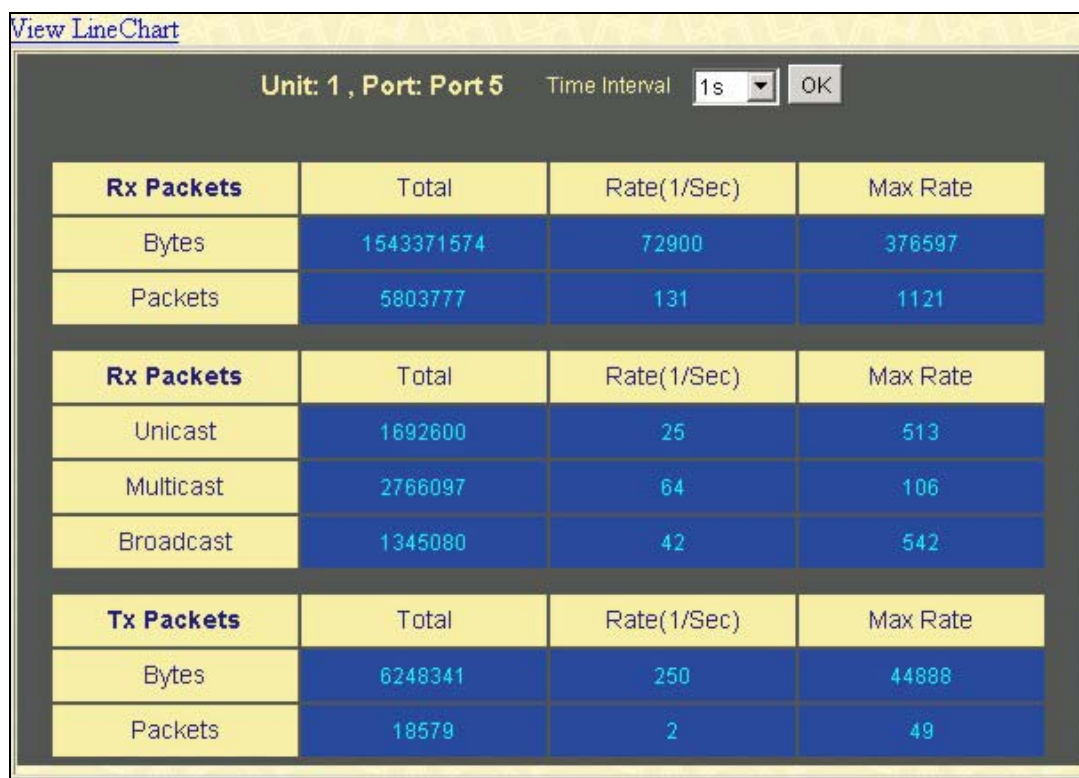 View LineChart
Unit: 1 , Port: Port 5 Time Interval 1s OK
Rx Packets Total Rate(1/Sec) Max Rate
Bytes 1543371574 72900 376597
Packets 5803777 131 1121
Rx Packets Total Rate(1/Sec) Max Rate
Unicast 1692600 25 513
Multicast 2766097 64 106
Broadcast 1345080 42 542
Tx Packets Total Rate(1/Sec) Max Rate
Bytes 6248341 250 44888
Packets 18579 2 49